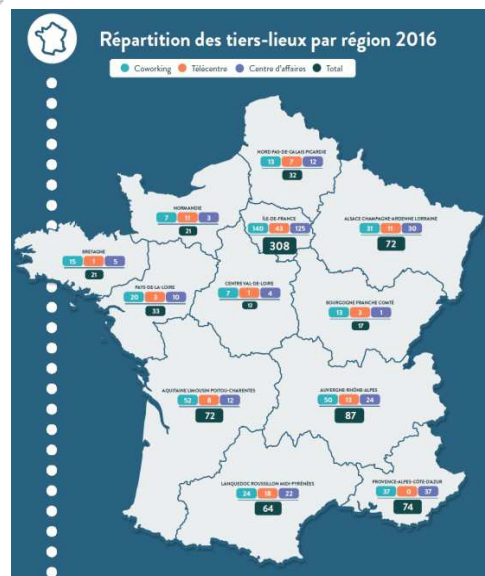 Répartition des tiers-lieux par région 2016
Coworking Télécentre Centre d'affaires Total
NORD-PAS-DE-CALAIS PICARDIE
13 7 12
32
NORMANDIE
7 11 3
21
ÎLE-DE-FRANCE
140 43 125
308
ALSACE CHAMPAGNE-ARDENNE LORRAINE
31 11 30
72
BRETAGNE
15 1 5
21
PAYS-DE-LA-LOIRE
20 3 10
33
CENTRE VAL-DE-LOIRE
7 1 4
12
BOURGOGNE FRANCHE COMTÉ
13 3 1
17
AQUITAINE LIMOUSIN POITOU-CHARENTES
52 8 12
72
AUVERGNE-RHÔNE-ALPES
50 13 24
87
LANQUEDOC ROUSSILLON MIDI-PYRÉNÉES
24 18 22
64
PROVENCE-ALPES-CÔTE D'AZUR
37 0 37
74